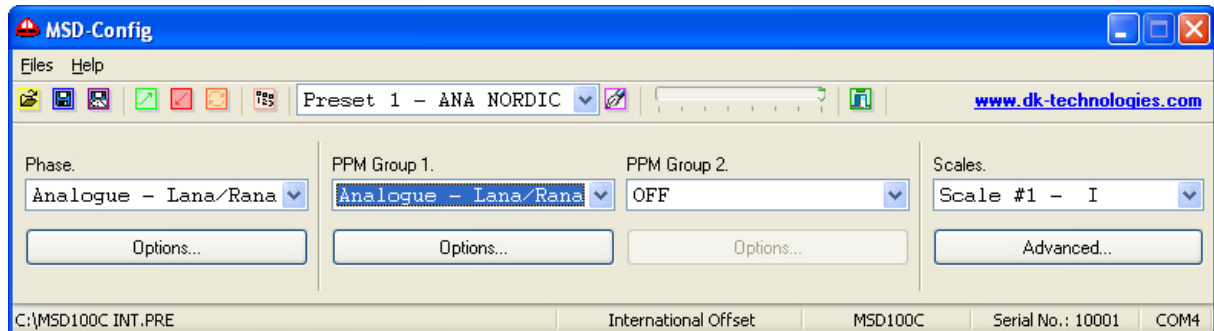 MSD-Config
Files Help
Preset 1 - ANA NORDIC www.dk-technologies.com
Phase. PPM Group 1. PPM Group 2. Scales.
Analogue - Lana/Rana Analogue - Lana/Rana OFF Scale #1 - I
Options... Options... Options... Advanced...
C:\MSD100C INT.PRE International Offset MSD100C Serial No.: 10001 COM4